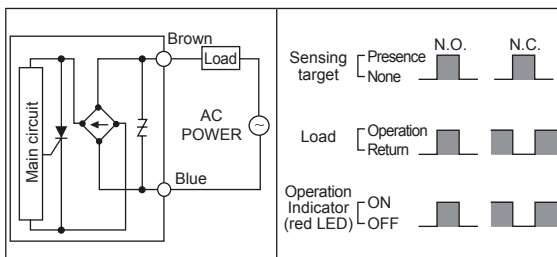 Brown
Load
Main circuit
AC
POWER
Blue
N.O.
N.C.
Sensing
target
Presence
None
Load
Operation
Return
Operation
Indicator
(red LED)
ON
OFF